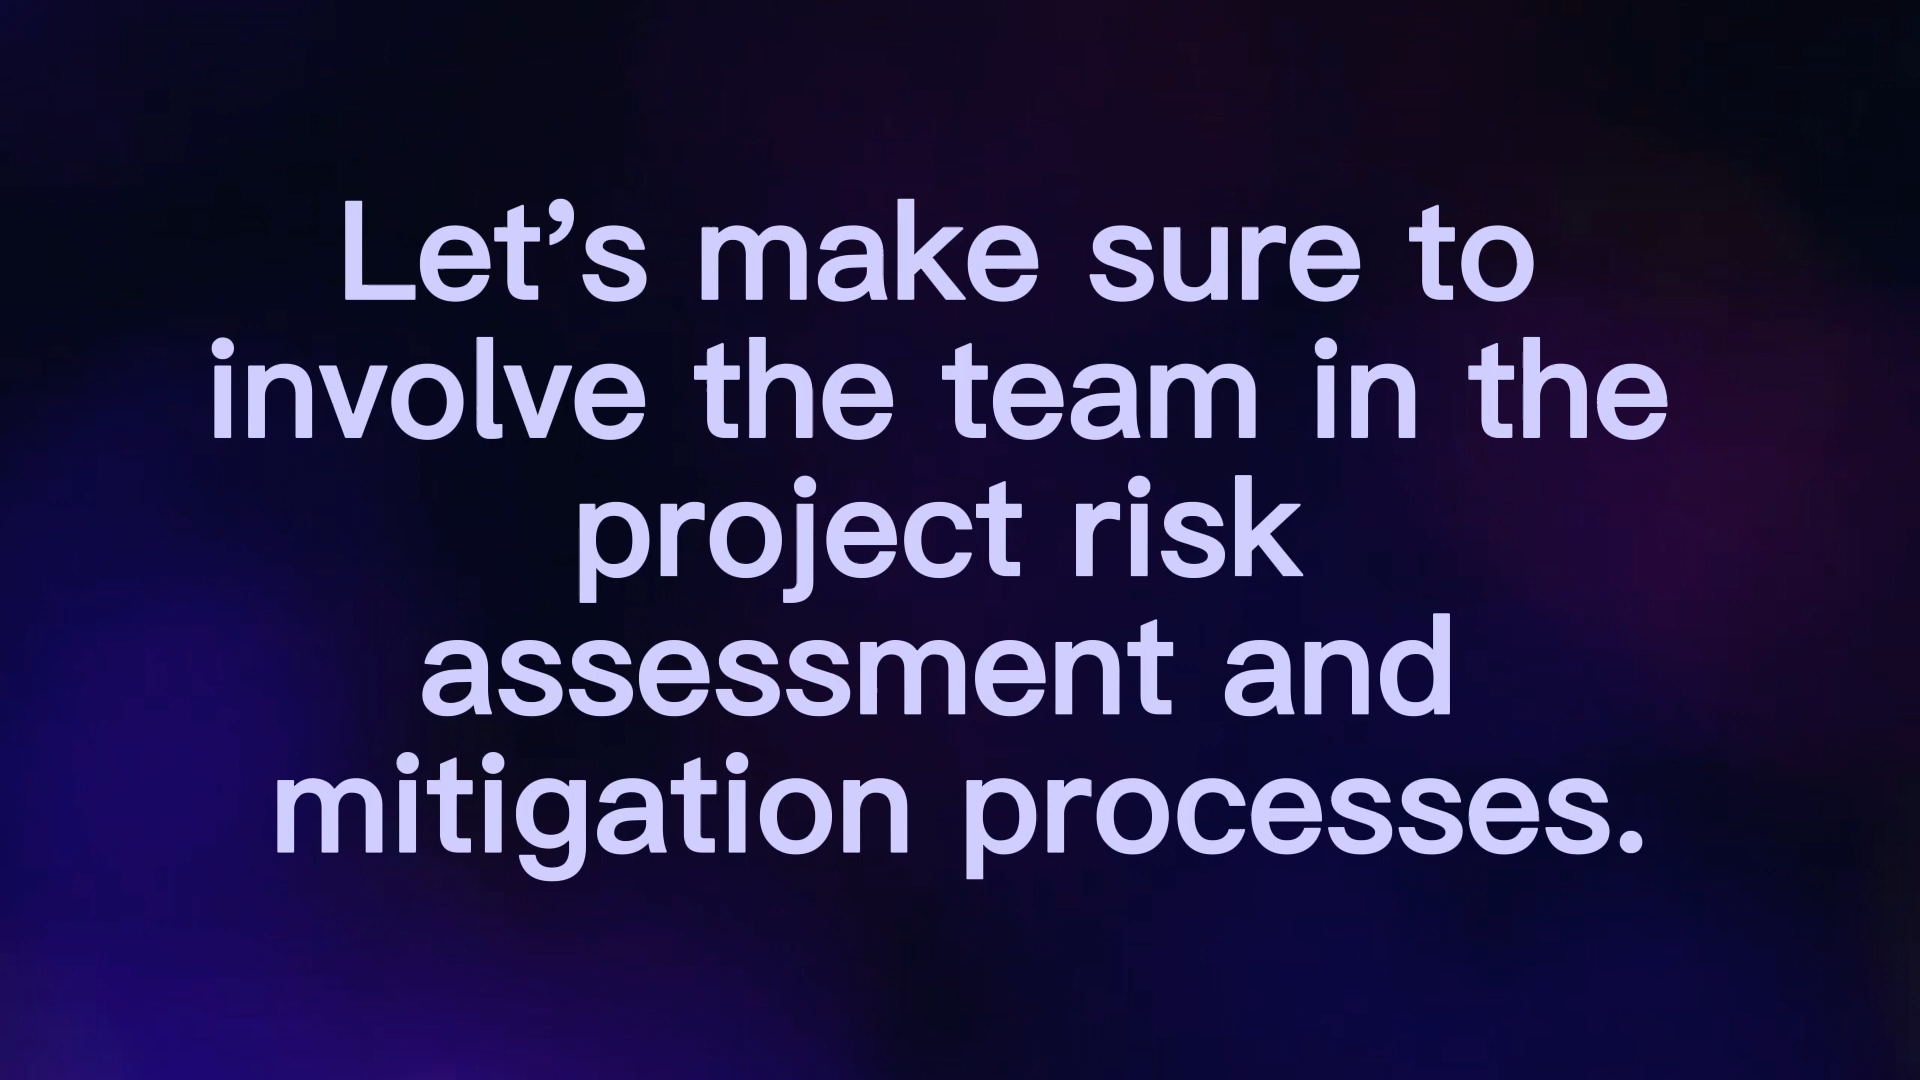 Let’s make sure to
involve the team in the
project risk
assessment and
mitigation processes.